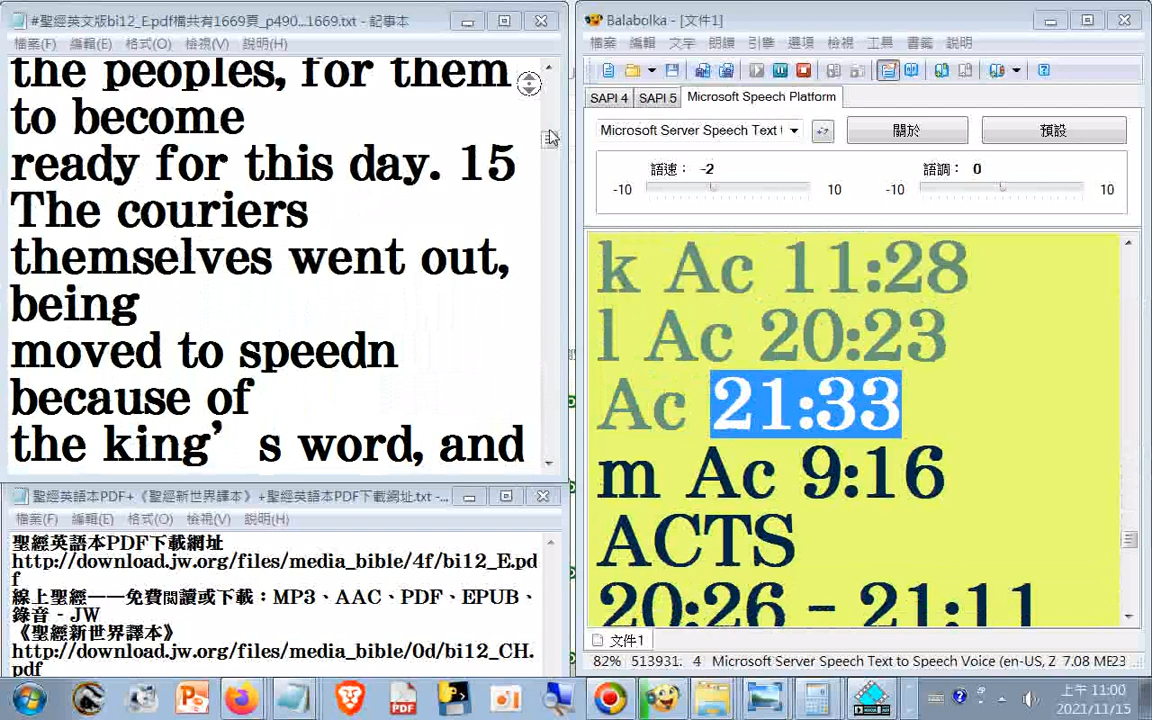 #聖經英文版bi12_E.pdf檔共有1669頁_p490...1669.txt - 記事本
檔案(F) 編輯(E) 格式(O) 檢視(V) 說明(H)
the peoples, for them
to become
ready for this day. 15
The couriers
themselves went out,
being
moved to speedn
because of
the king’s word, and
聖經英語本PDF+《聖經新世界譯本》+聖經英語本PDF下載網址.txt -...
檔案(F) 編輯(E) 格式(O) 檢視(V) 說明(H)
聖經英語本PDF下載網址
http://download.jw.org/files/media_bible/4f/bi12_E.pd
f
線上聖經——免費閱讀或下載：MP3、AAC、PDF、EPUB、
錄音 - JW
《聖經新世界譯本》
http://download.jw.org/files/media_bible/0d/bi12_CH.
pdf
Balabolka - [文件1]
檔案 編輯 文字 朗讀 引擎 選項 檢視 工具 書籤 說明
SAPI 4 SAPI 5 Microsoft Speech Platform
Microsoft Server Speech Text 關於 預設
語速： -2 語調： 0
-10 10 -10 10
k Ac 11:28
l Ac 20:23
Ac 21:33
m Ac 9:16
ACTS
20:26 - 21:11
文件1
82% 513931. 4 Microsoft Server Speech Text to Speech Voice (en-US, Z 7.08 ME23
上午 11:00
2021/11/15